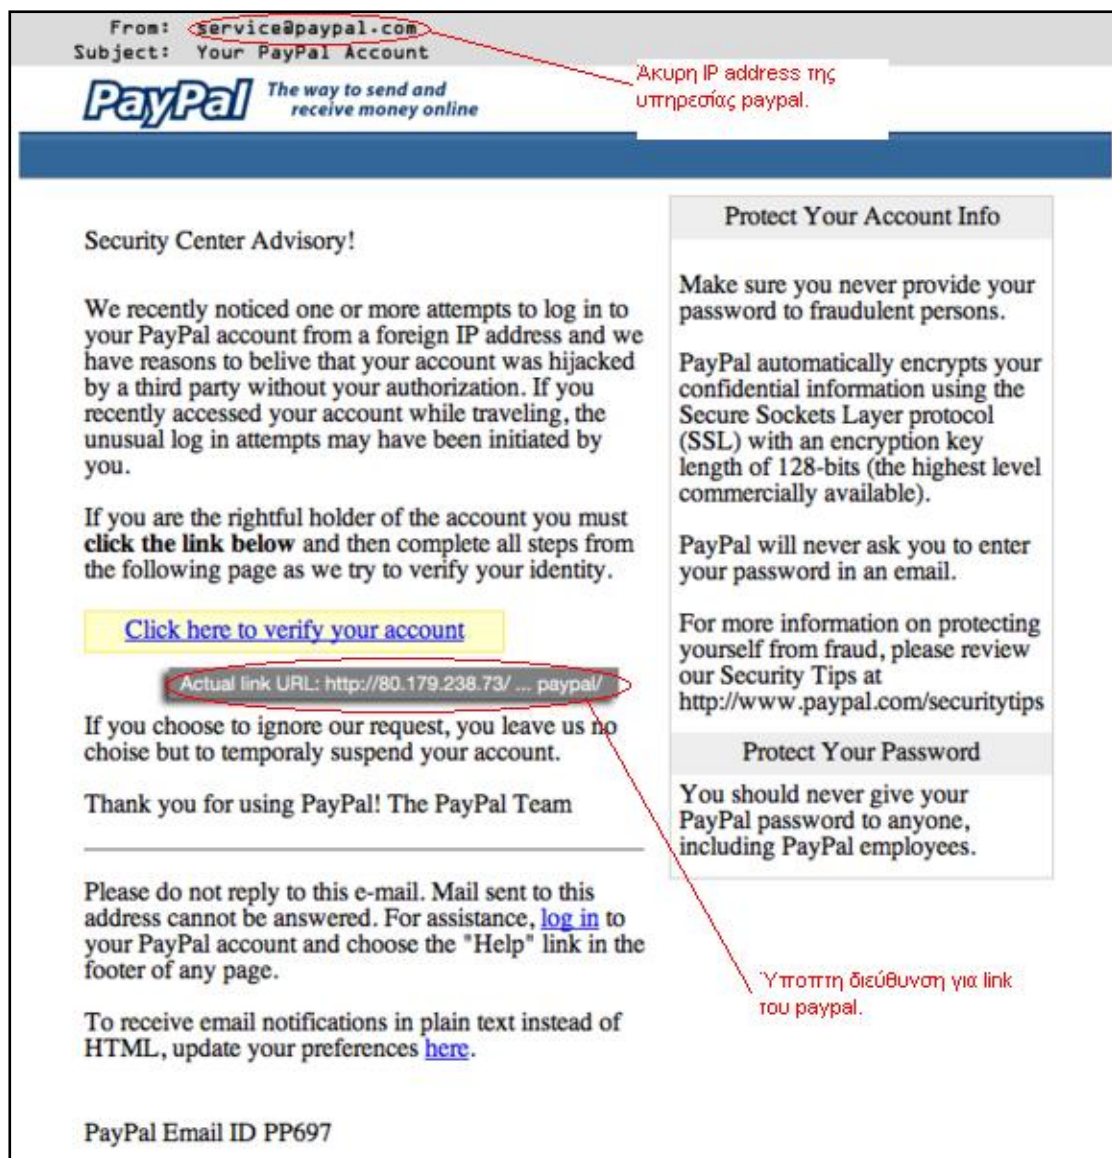 From: service@paypal.com
Subject: Your PayPal Account
Άκυρη IP address της
υπηρεσίας paypal.
PayPal
The way to send and
receive money online
Security Center Advisory!
We recently noticed one or more attempts to log in to
your PayPal account from a foreign IP address and we
have reasons to belive that your account was hijacked
by a third party without your authorization. If you
recently accessed your account while traveling, the
unusual log in attempts may have been initiated by
you.
If you are the rightful holder of the account you must
click the link below and then complete all steps from
the following page as we try to verify your identity.
Click here to verify your account
Actual link URL: http://80.179.238.73/ ... paypal/
If you choose to ignore our request, you leave us no
choise but to temporaly suspend your account.
Thank you for using PayPal! The PayPal Team
Please do not reply to this e-mail. Mail sent to this
address cannot be answered. For assistance, log in to
your PayPal account and choose the "Help" link in the
footer of any page.
To receive email notifications in plain text instead of
HTML, update your preferences here.
PayPal Email ID PP697
Protect Your Account Info
Make sure you never provide your
password to fraudulent persons.
PayPal automatically encrypts your
confidential information using the
Secure Sockets Layer protocol
(SSL) with an encryption key
length of 128-bits (the highest level
commercially available).
PayPal will never ask you to enter
your password in an email.
For more information on protecting
yourself from fraud, please review
our Security Tips at
http://www.paypal.com/securitytips
Protect Your Password
You should never give your
PayPal password to anyone,
including PayPal employees.
Ύποπτη διεύθυνση για link
του paypal.